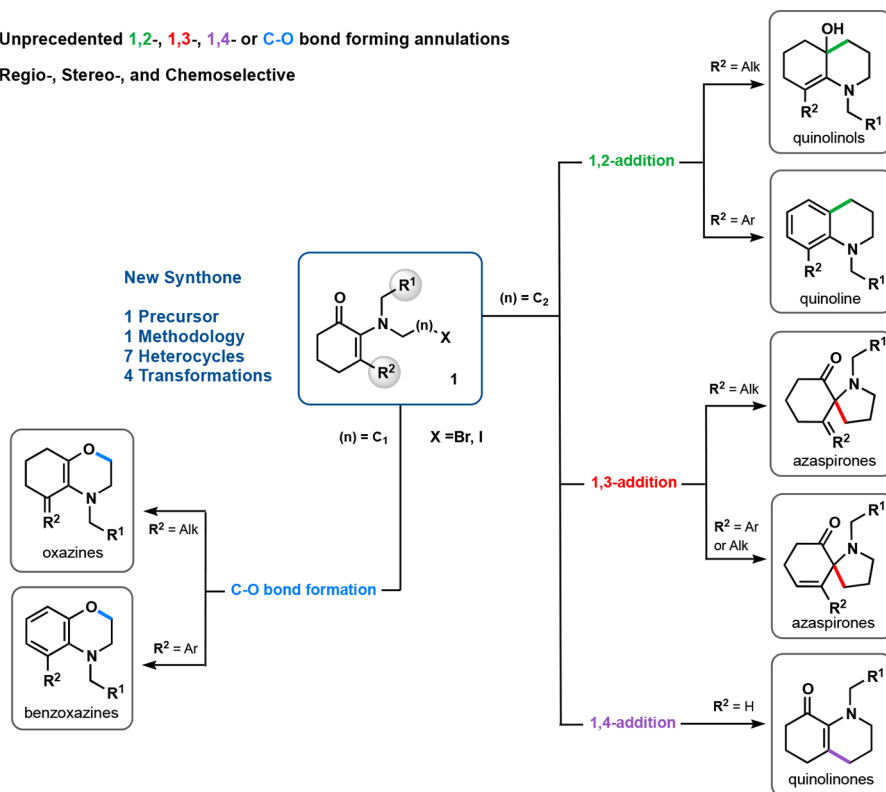 Unprecedented 1,2-, 1,3-, 1,4- or C-O bond forming annulations
Regio-, Stereo-, and Chemoselective
New Synthone
1 Precursor
1 Methodology
7 Heterocycles
4 Transformations
O
R¹
N
(n)
X
R²
1
(n) = C₂
(n) = C₁
X =Br, I
1,2-addition
R² = Alk
OH
N
R²
R¹
quinolinols
R² = Ar
N
R²
R¹
quinoline
1,3-addition
R² = Alk
R¹
O
N
R²
azaspirones
R² = Ar
or Alk
R¹
O
N
R²
azaspirones
1,4-addition
R² = H
R¹
O
N
quinolinones
C-O bond formation
R² = Alk
O
N
R²
R¹
oxazines
R² = Ar
O
N
R²
R¹
benzoxazines